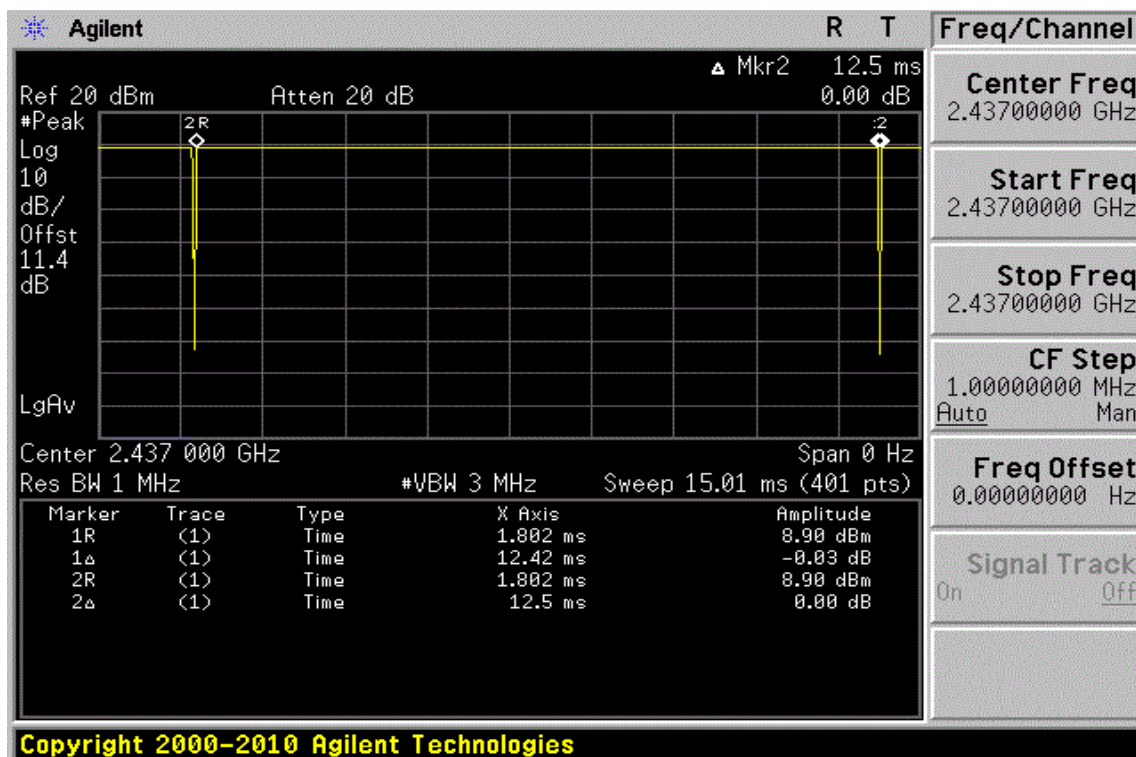 Agilent R T
Δ Mkr2 12.5 ms
Ref 20 dBm Atten 20 dB 0.00 dB
#Peak
Log
10
dB/
Offst
11.4
dB
2R
:2
LgAv
Center 2.437 000 GHz Span 0 Hz
Res BW 1 MHz #VBW 3 MHz Sweep 15.01 ms (401 pts)
Marker Trace Type X Axis Amplitude
1R (1) Time 1.802 ms 8.90 dBm
1Δ (1) Time 12.42 ms -0.03 dB
2R (1) Time 1.802 ms 8.90 dBm
2Δ (1) Time 12.5 ms 0.00 dB
Copyright 2000-2010 Agilent Technologies
Freq/Channel
Center Freq
2.43700000 GHz
Start Freq
2.43700000 GHz
Stop Freq
2.43700000 GHz
CF Step
1.00000000 MHz
Auto Man
Freq Offset
0.00000000 Hz
Signal Track
On Off